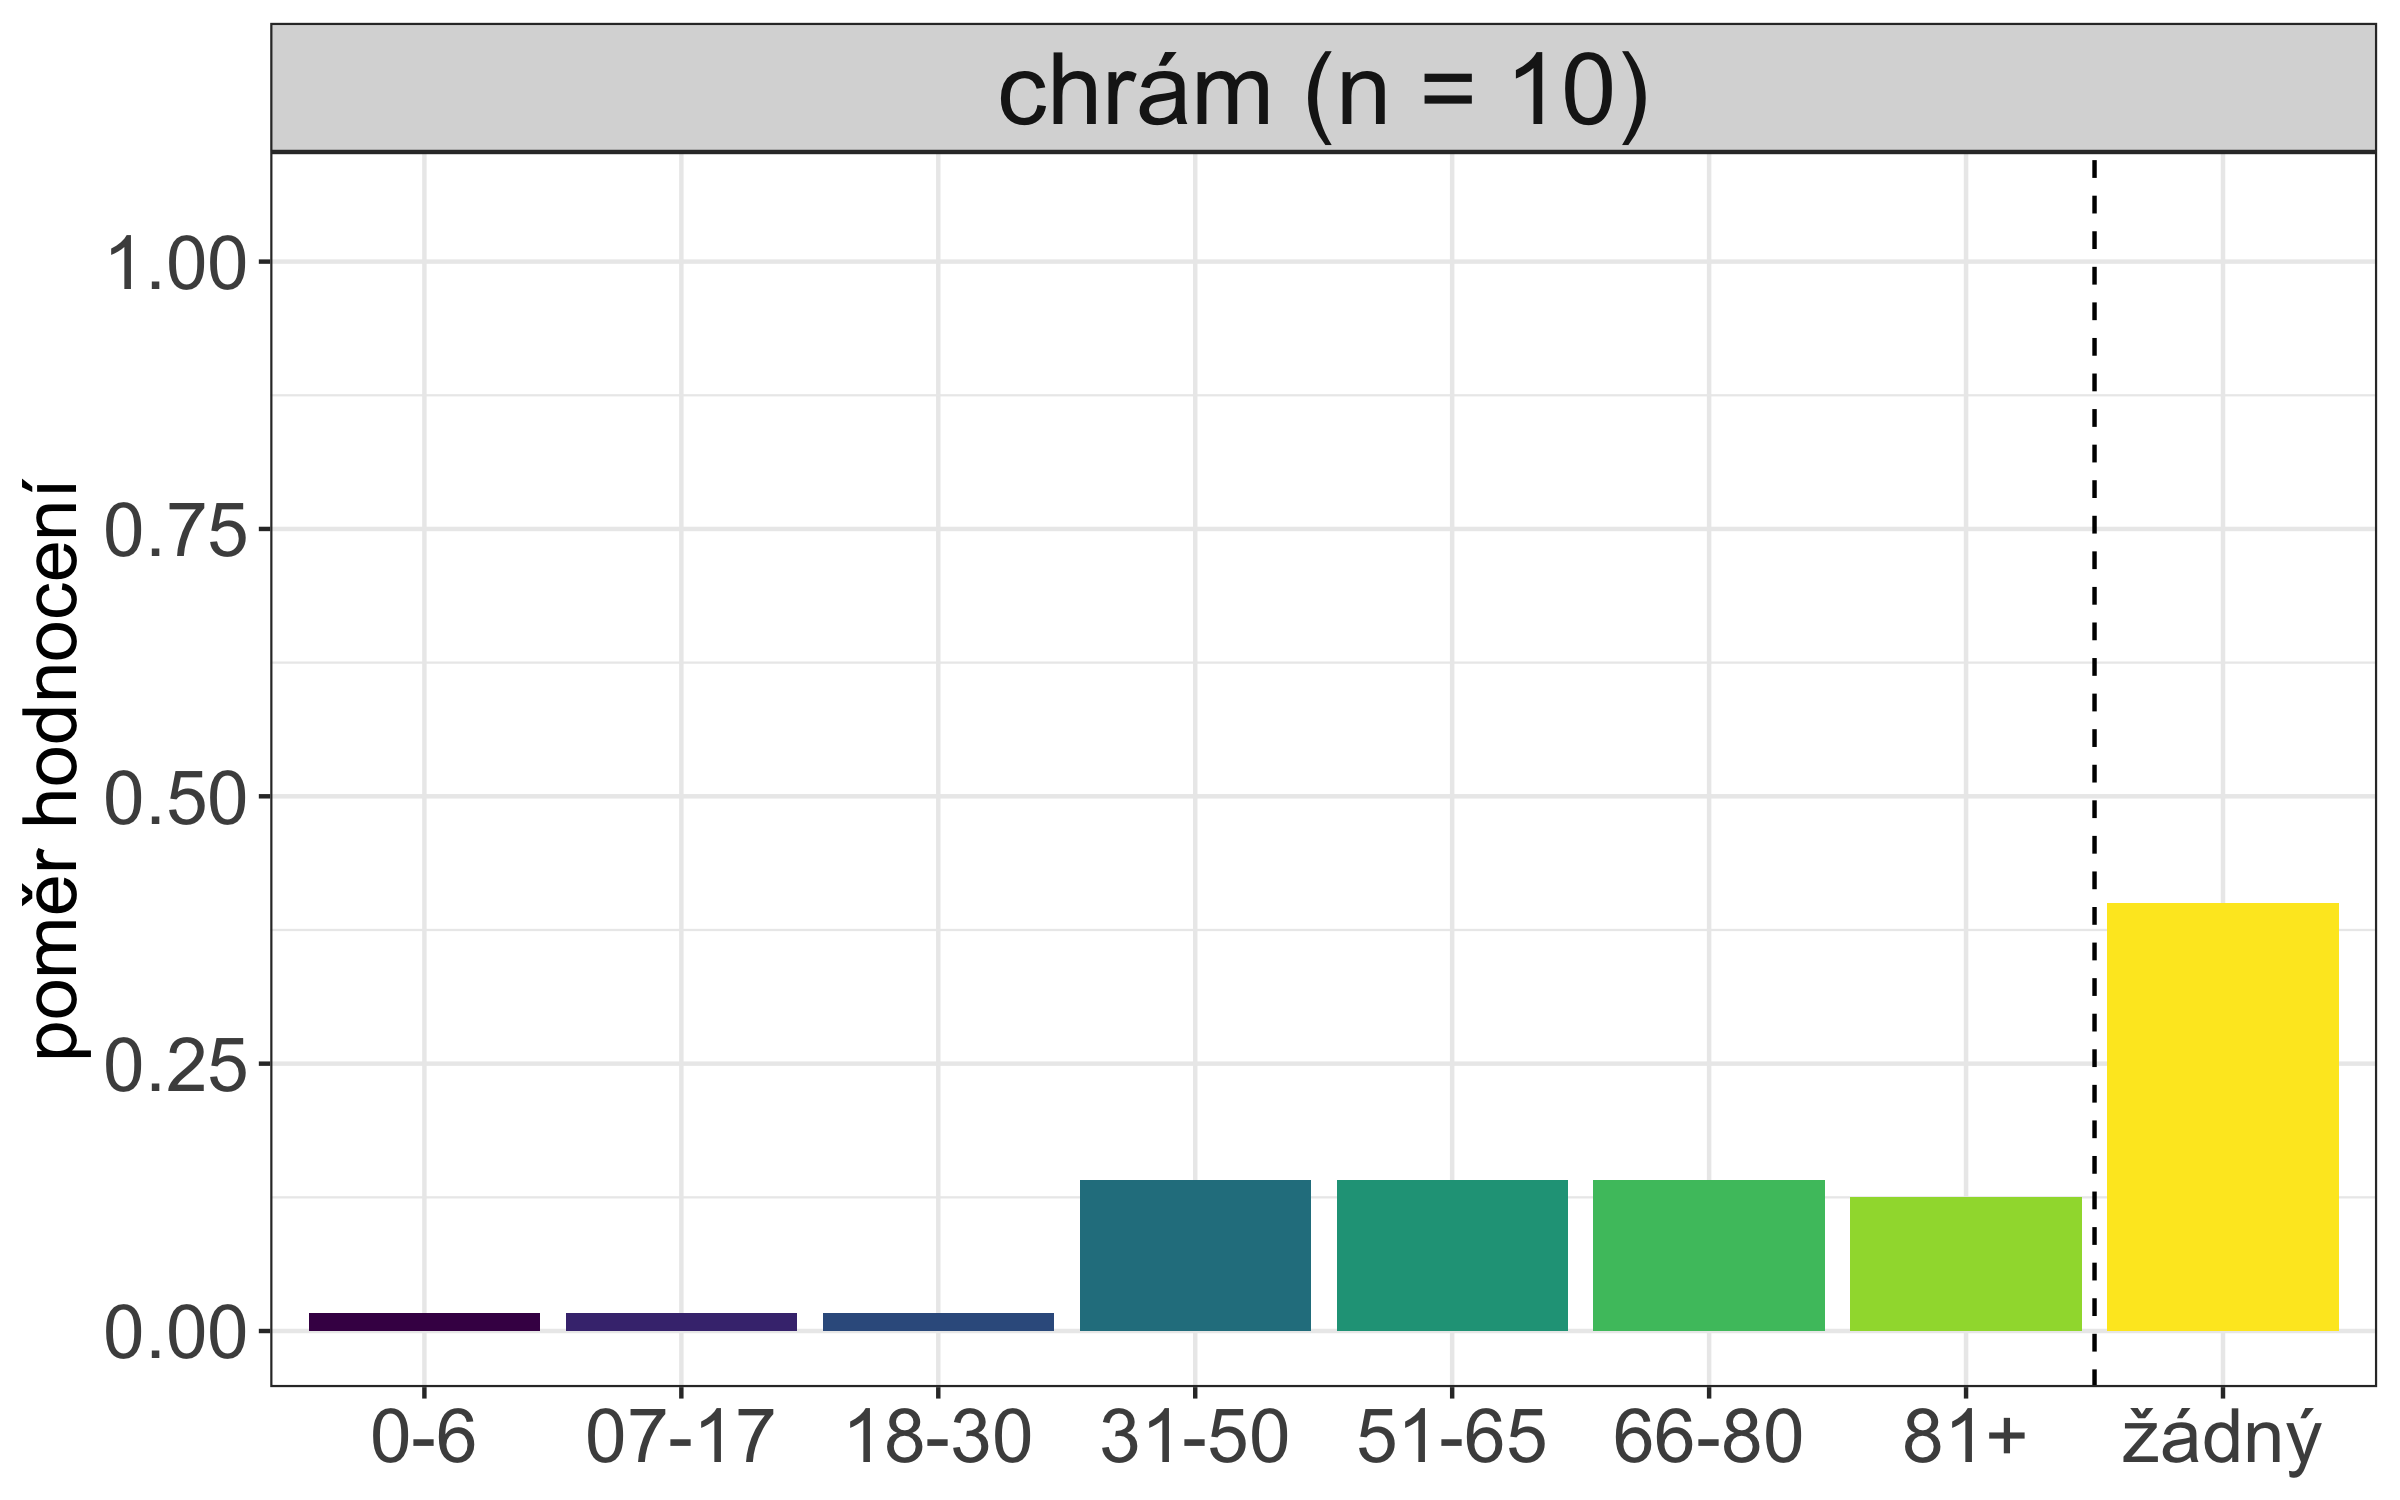 chrám (n = 10)
poměr hodnocení
1.00
0.75
0.50
0.25
0.00
0-6 07-17 18-30 31-50 51-65 66-80 81+ žádný